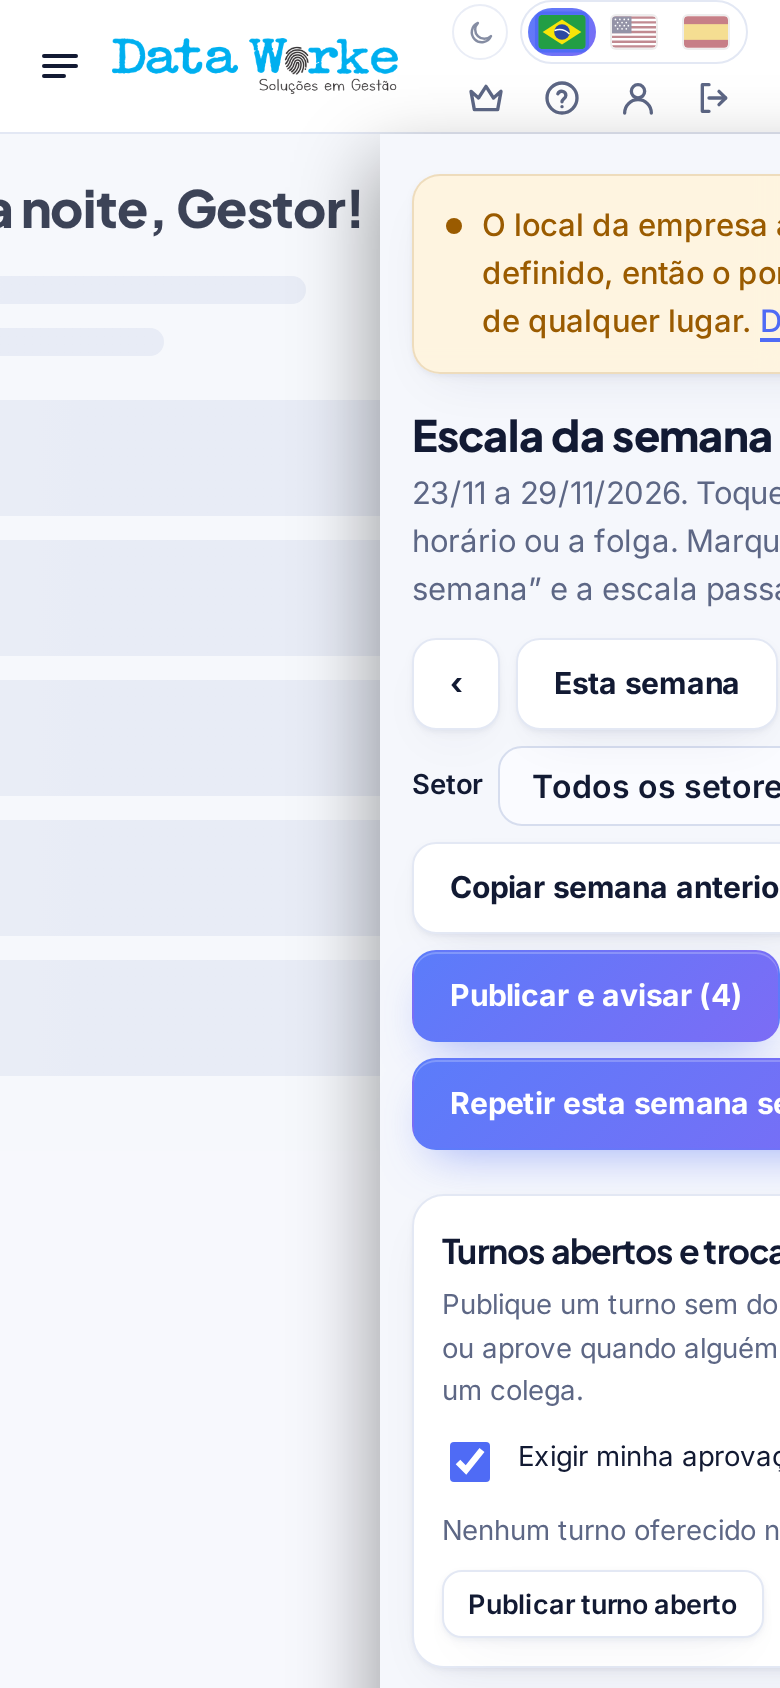 Data Worke
Soluções em Gestão
a noite, Gestor!
O local da empresa a
definido, então o po
de qualquer lugar. D
Escala da semana
23/11 a 29/11/2026. Toque
horário ou a folga. Marqu
semana” e a escala passa
‹
Esta semana
Setor
Todos os setore
Copiar semana anterio
Publicar e avisar (4)
Repetir esta semana se
Turnos abertos e troca
Publique um turno sem do
ou aprove quando alguém
um colega.
Exigir minha aprovaç
Nenhum turno oferecido n
Publicar turno aberto